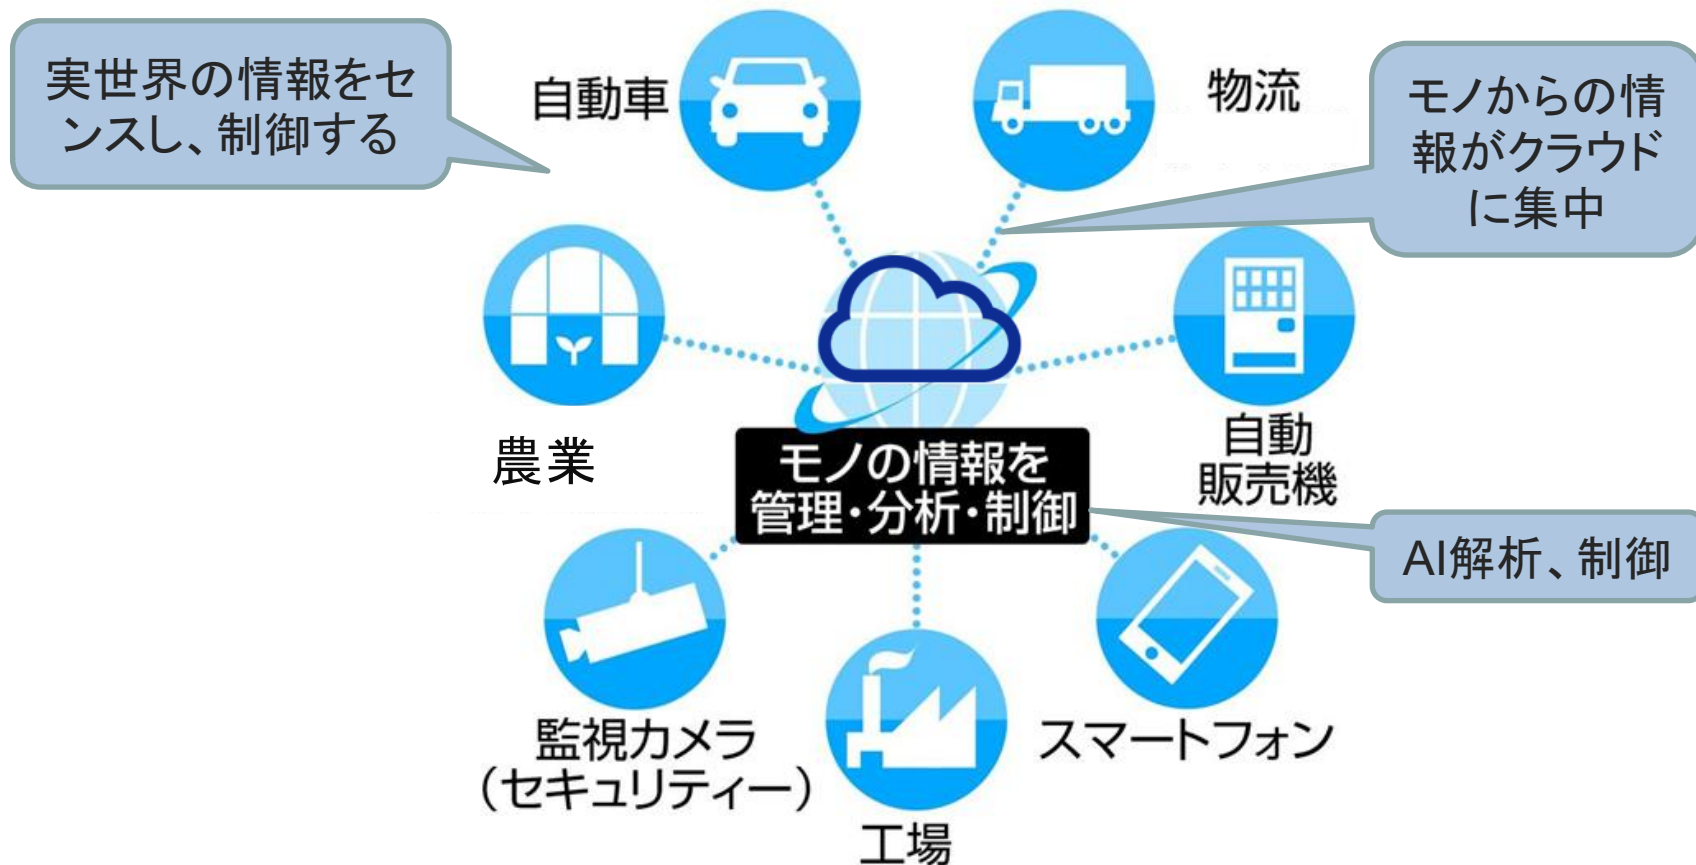 実世界の情報をセ
ンスし、制御する
自動車
物流
モノからの情
報がクラウド
に集中
農業
自動
販売機
モノの情報を
管理・分析・制御
AI解析、制御
監視カメラ
（セキュリティー）
スマートフォン
工場